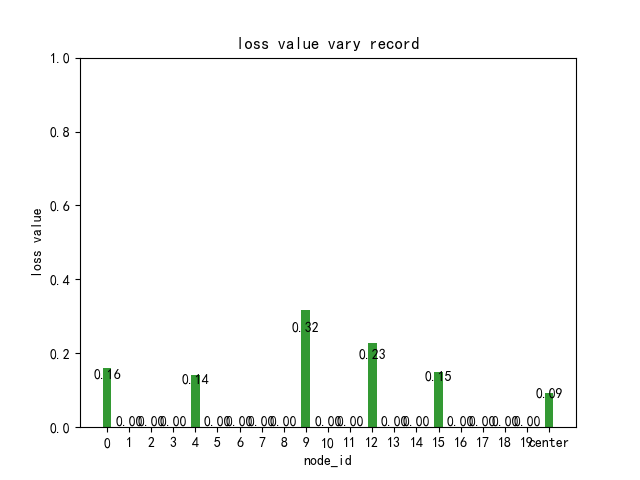 loss value vary record
1.0
0.8
0.6
0.4
0.2
0.0
loss value
0.16 0.00 0.00 0.00 0.14 0.00 0.00 0.00 0.00 0.32 0.00 0.00 0.23 0.00 0.00 0.15 0.00 0.00 0.00 0.00 0.09
0 1 2 3 4 5 6 7 8 9 10 11 12 13 14 15 16 17 18 19 center
node_id